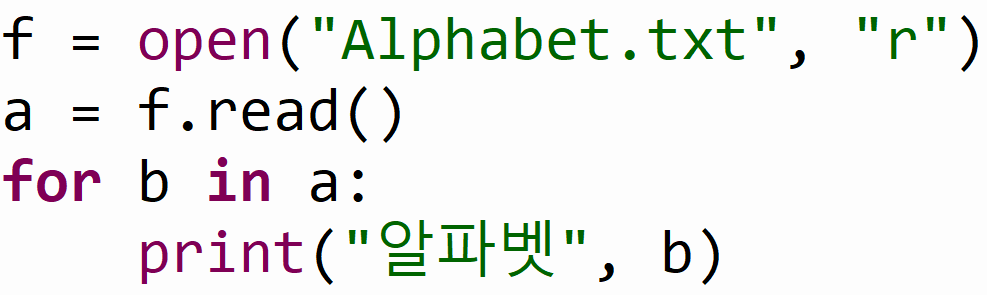 f = open("Alphabet.txt", "r")
a = f.read()
for b in a:
    print("알파벳", b)